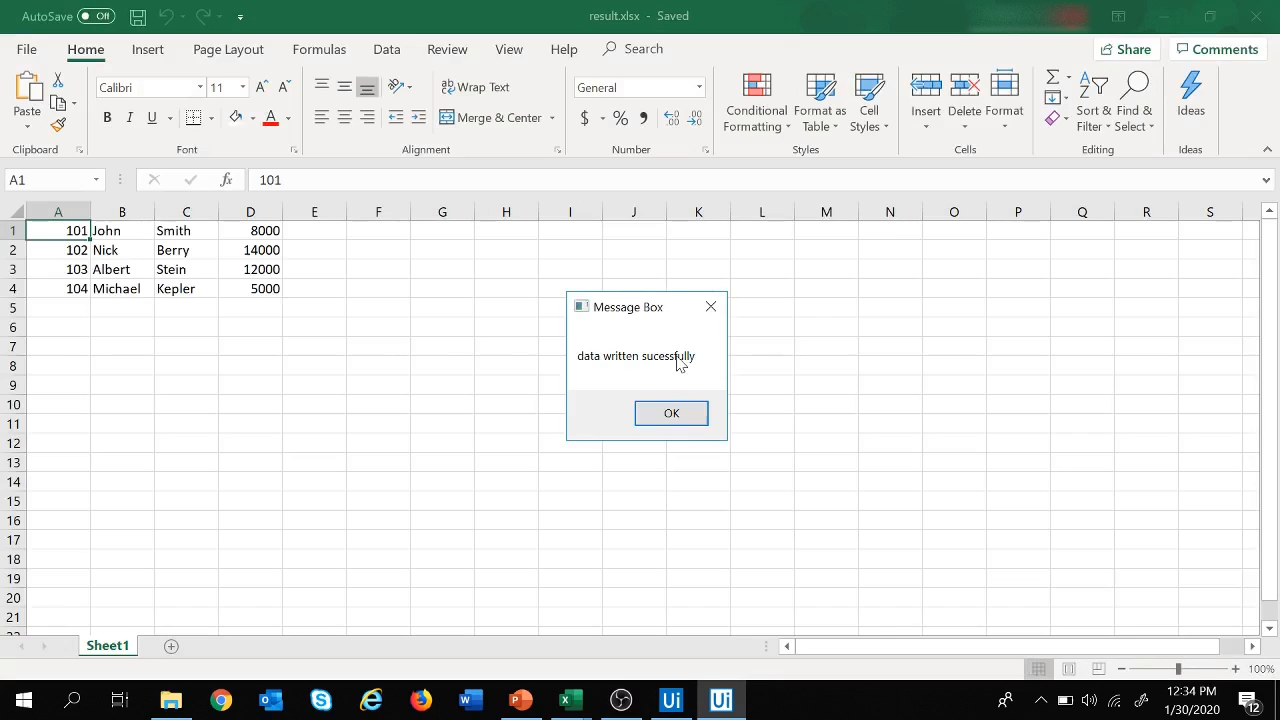 AutoSave Off
result.xlsx - Saved
File Home Insert Page Layout Formulas Data Review View Help Search Share Comments
Paste
Calibri 11
B I U A
Wrap Text
Merge & Center
General
$ %
Conditional Formatting
Format as Table
Cell Styles
Insert Delete Format
Sort & Filter
Find & Select
Ideas
Clipboard Font Alignment Number Styles Cells Editing Ideas
A1 fx 101
A B C D E F G H I J K L M N O P Q R S
1 101 John Smith 8000
2 102 Nick Berry 14000
3 103 Albert Stein 12000
4 104 Michael Kepler 5000
5
6
7
8
9
10
11
12
13
14
15
16
17
18
19
20
21
Message Box
data written sucessfully
OK
Sheet1
100%
12:34 PM
1/30/2020
12